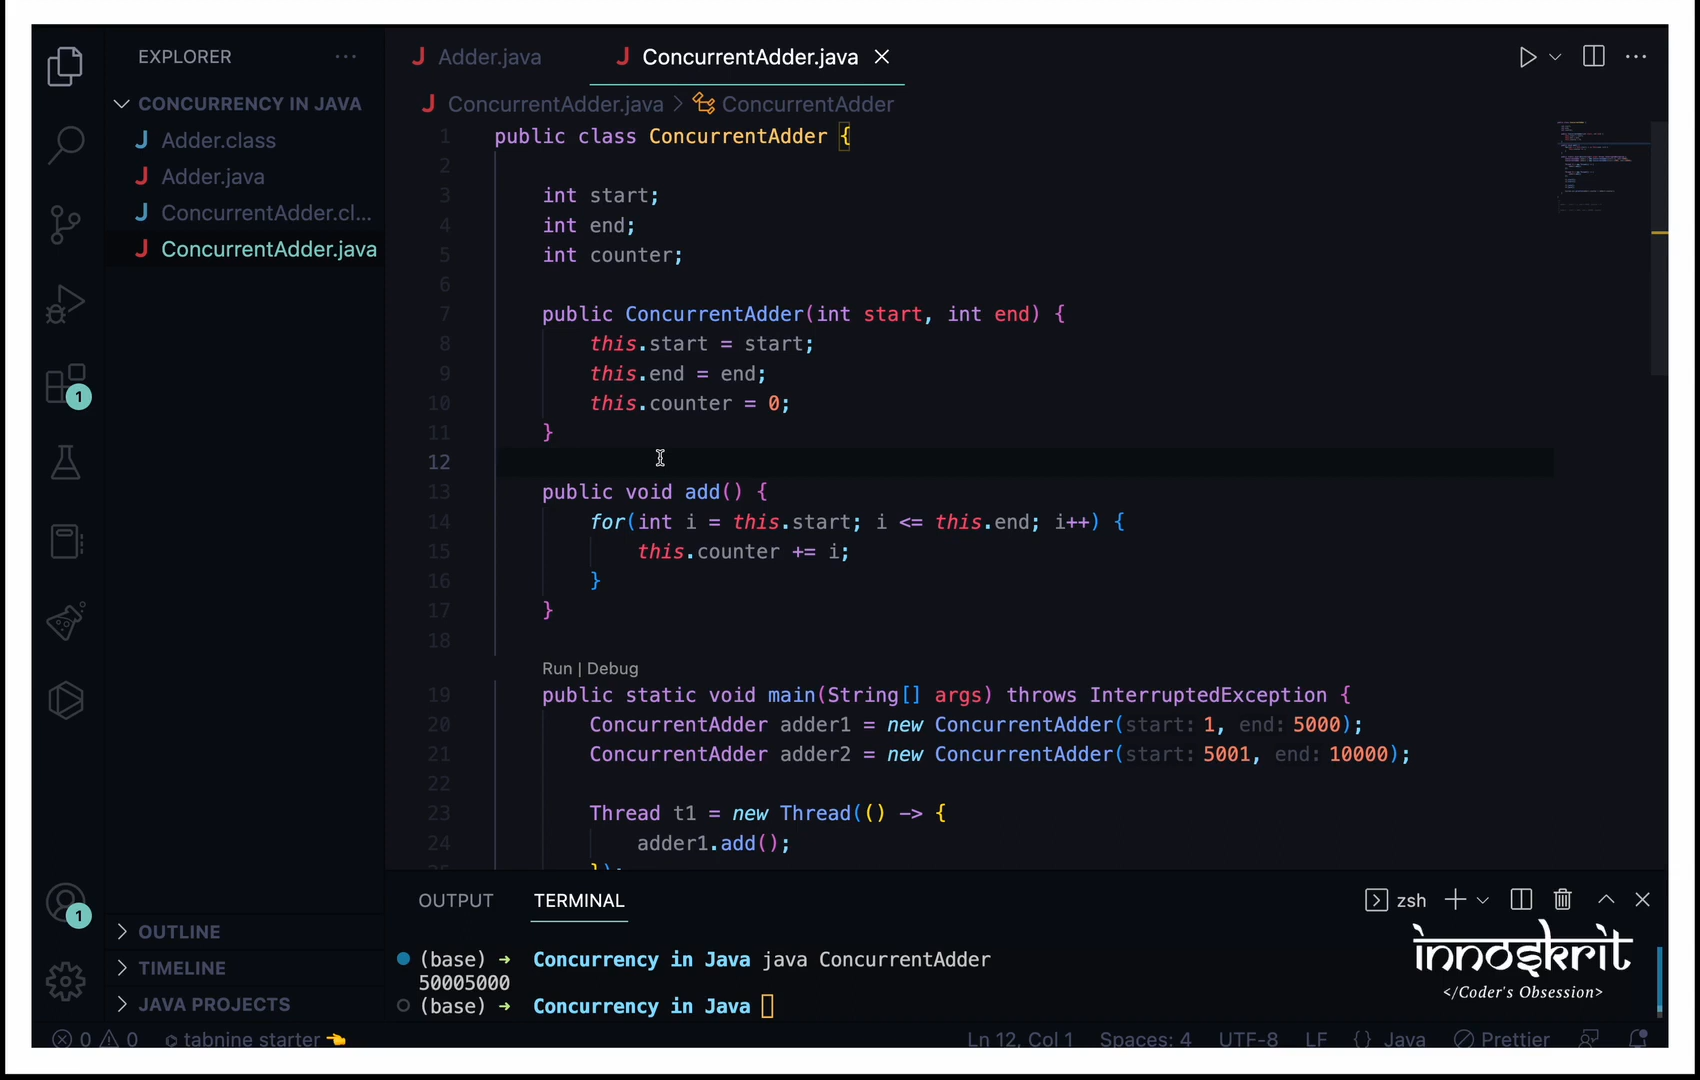 EXPLORER ···
CONCURRENCY IN JAVA
J Adder.class
J Adder.java
J ConcurrentAdder.cl...
J ConcurrentAdder.java
1
1
OUTLINE
TIMELINE
JAVA PROJECTS
J Adder.java
J ConcurrentAdder.java
J ConcurrentAdder.java > ConcurrentAdder
1 public class ConcurrentAdder {
2
3 int start;
4 int end;
5 int counter;
6
7 public ConcurrentAdder(int start, int end) {
8 this.start = start;
9 this.end = end;
10 this.counter = 0;
11 }
12
13 public void add() {
14 for(int i = this.start; i <= this.end; i++) {
15 this.counter += i;
16 }
17 }
18
Run | Debug
19 public static void main(String[] args) throws InterruptedException {
20 ConcurrentAdder adder1 = new ConcurrentAdder(start: 1, end: 5000);
21 ConcurrentAdder adder2 = new ConcurrentAdder(start: 5001, end: 10000);
22
23 Thread t1 = new Thread(() -> {
24 adder1.add();
OUTPUT TERMINAL zsh
(base) → Concurrency in Java java ConcurrentAdder
50005000
(base) → Concurrency in Java
innoskrit
</Coder's Obsession>
0 0 tabnine starter Ln 12, Col 1 Spaces: 4 UTF-8 LF {} Java Prettier